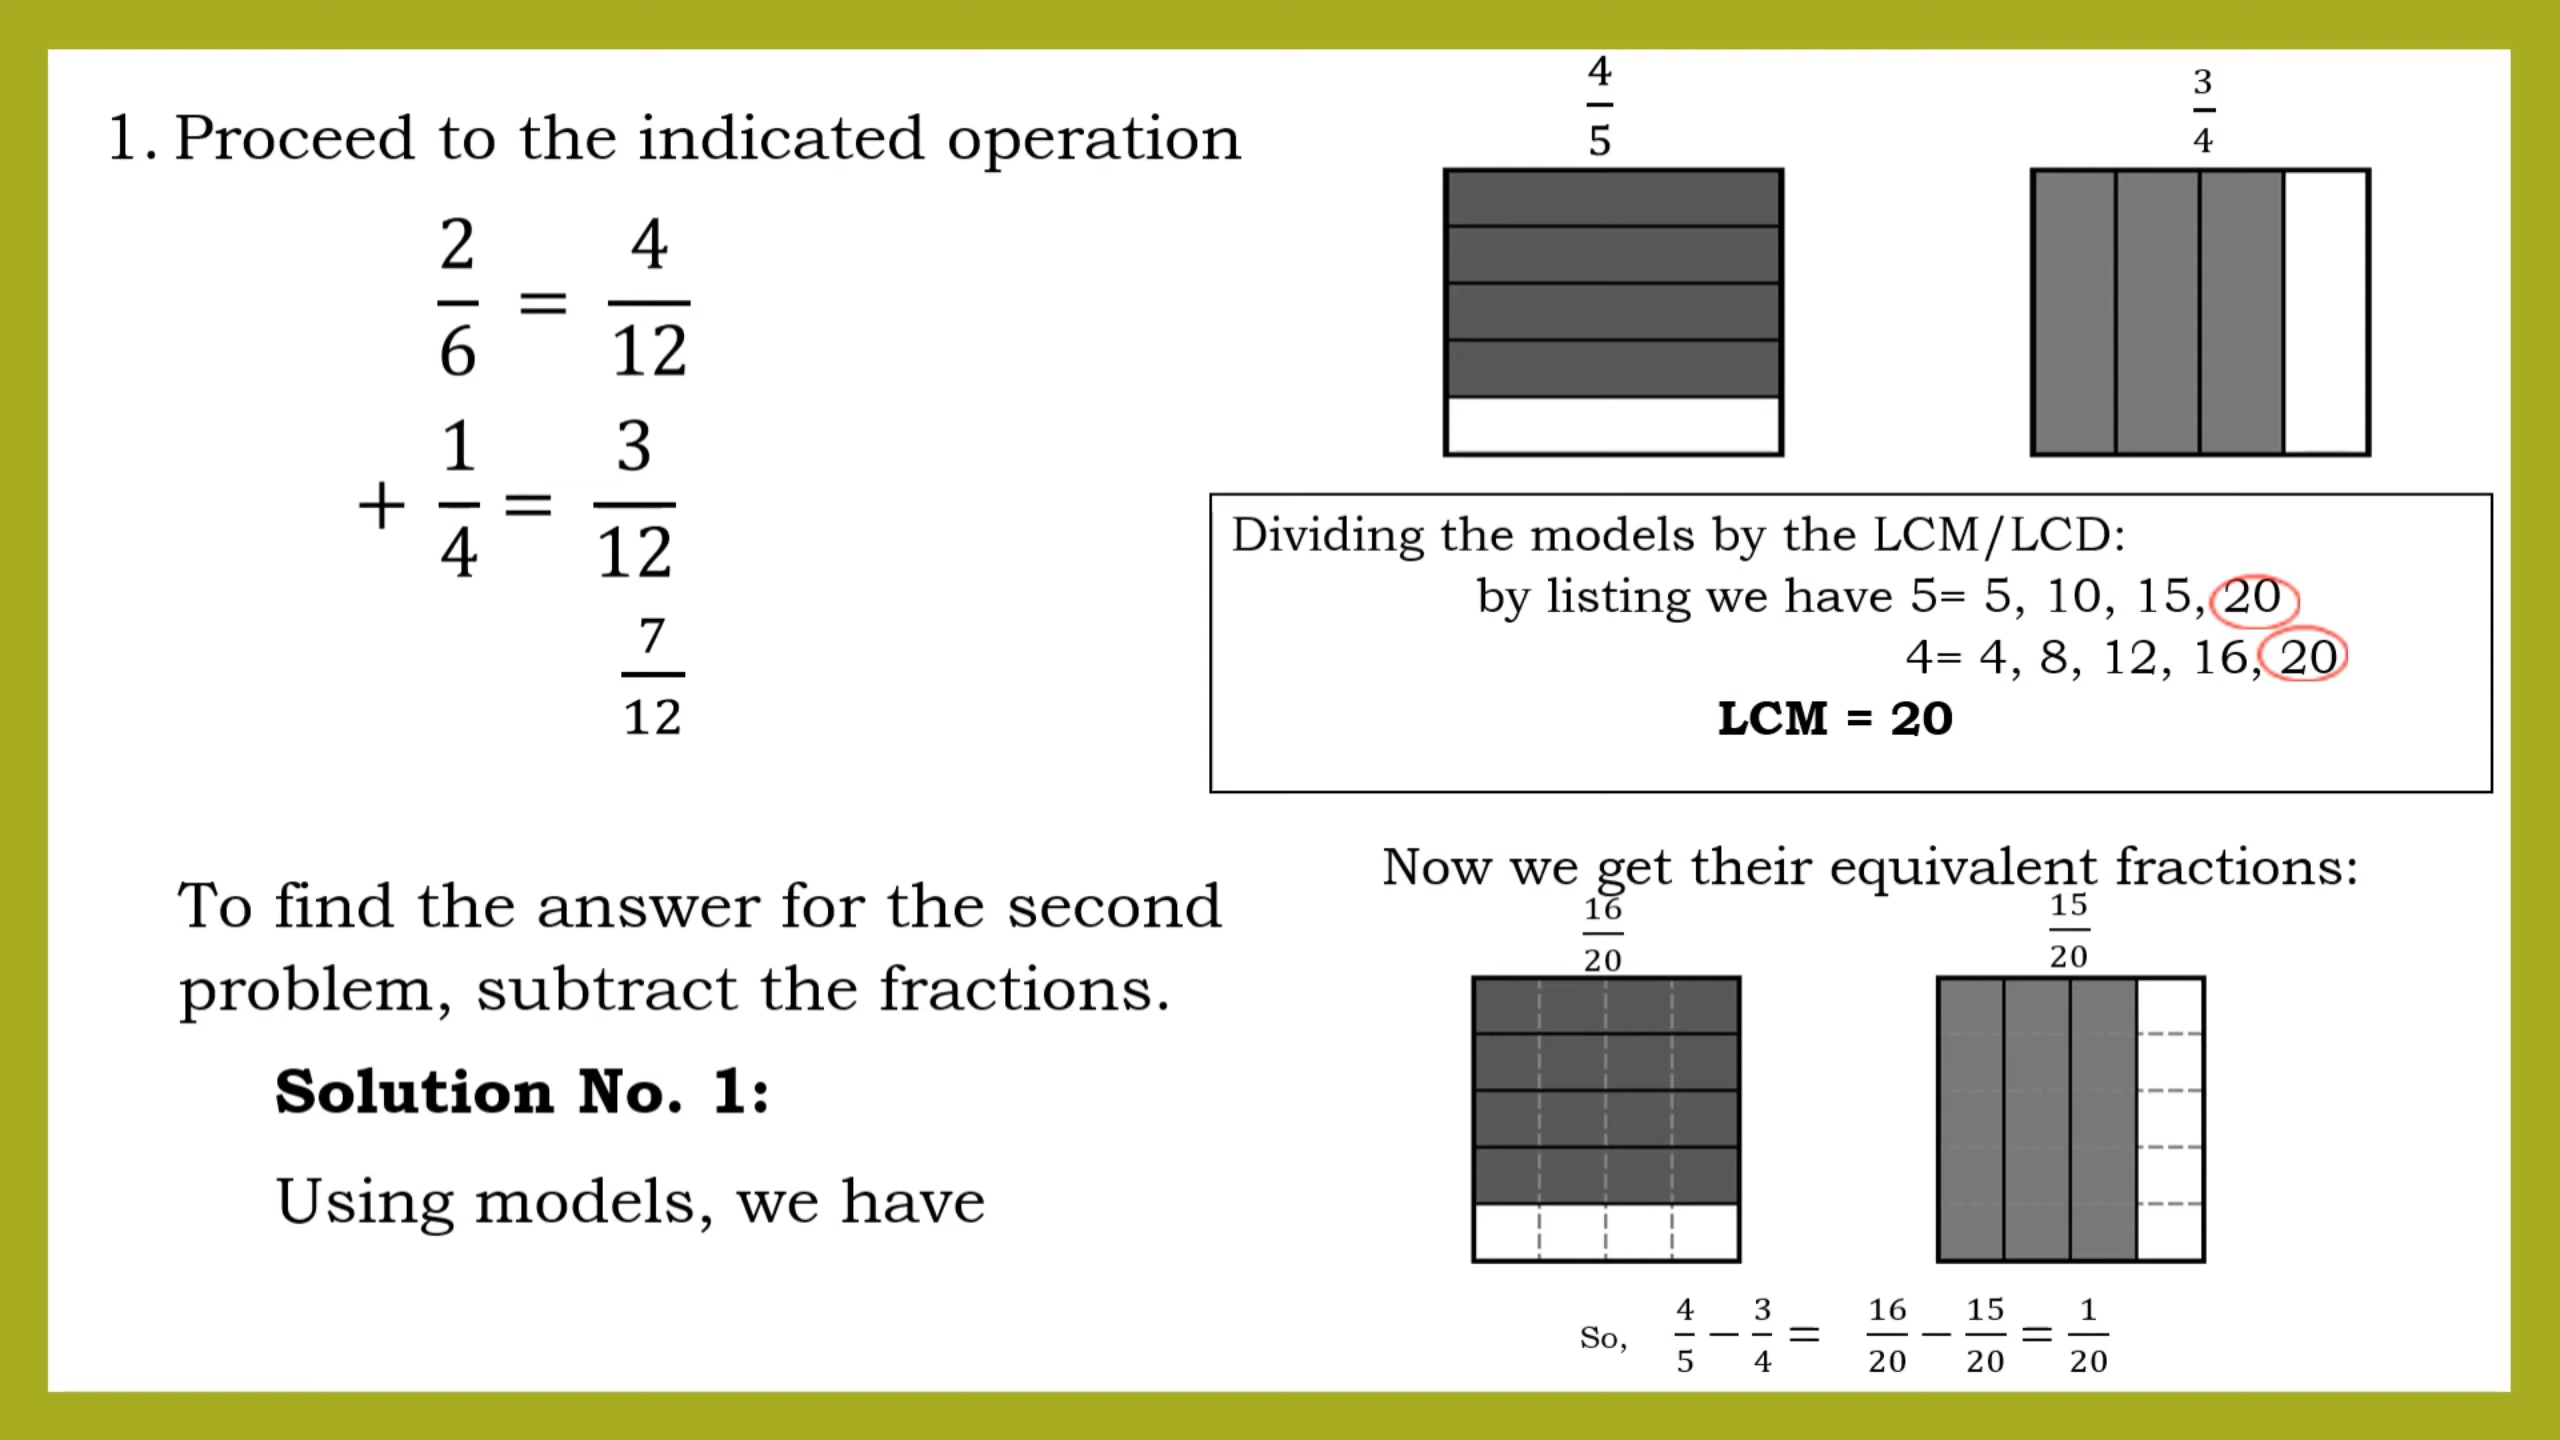 1. Proceed to the indicated operation
2/6 = 4/12
+ 1/4 = 3/12
7/12
To find the answer for the second
problem, subtract the fractions.
Solution No. 1:
Using models, we have
4/5
3/4
Dividing the models by the LCM/LCD:
by listing we have 5= 5, 10, 15, 20
4= 4, 8, 12, 16, 20
LCM = 20
Now we get their equivalent fractions:
16/20
15/20
So, 4/5 − 3/4 = 16/20 − 15/20 = 1/20